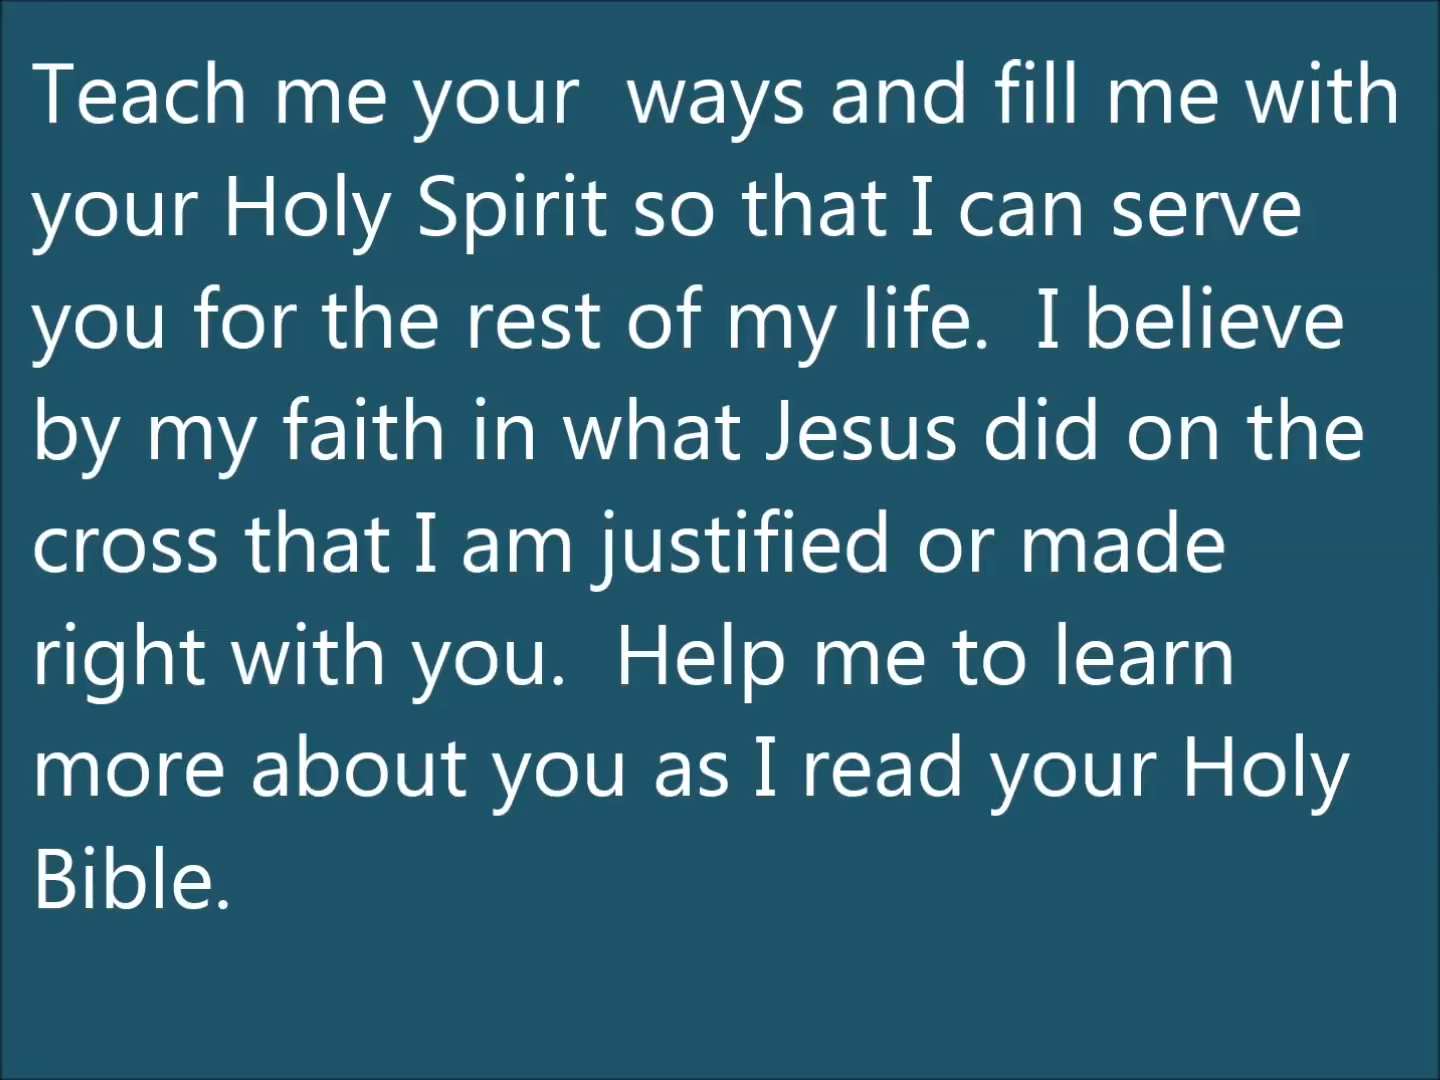 Teach me your  ways and fill me with
your Holy Spirit so that I can serve
you for the rest of my life.  I believe
by my faith in what Jesus did on the
cross that I am justified or made
right with you.  Help me to learn
more about you as I read your Holy
Bible.